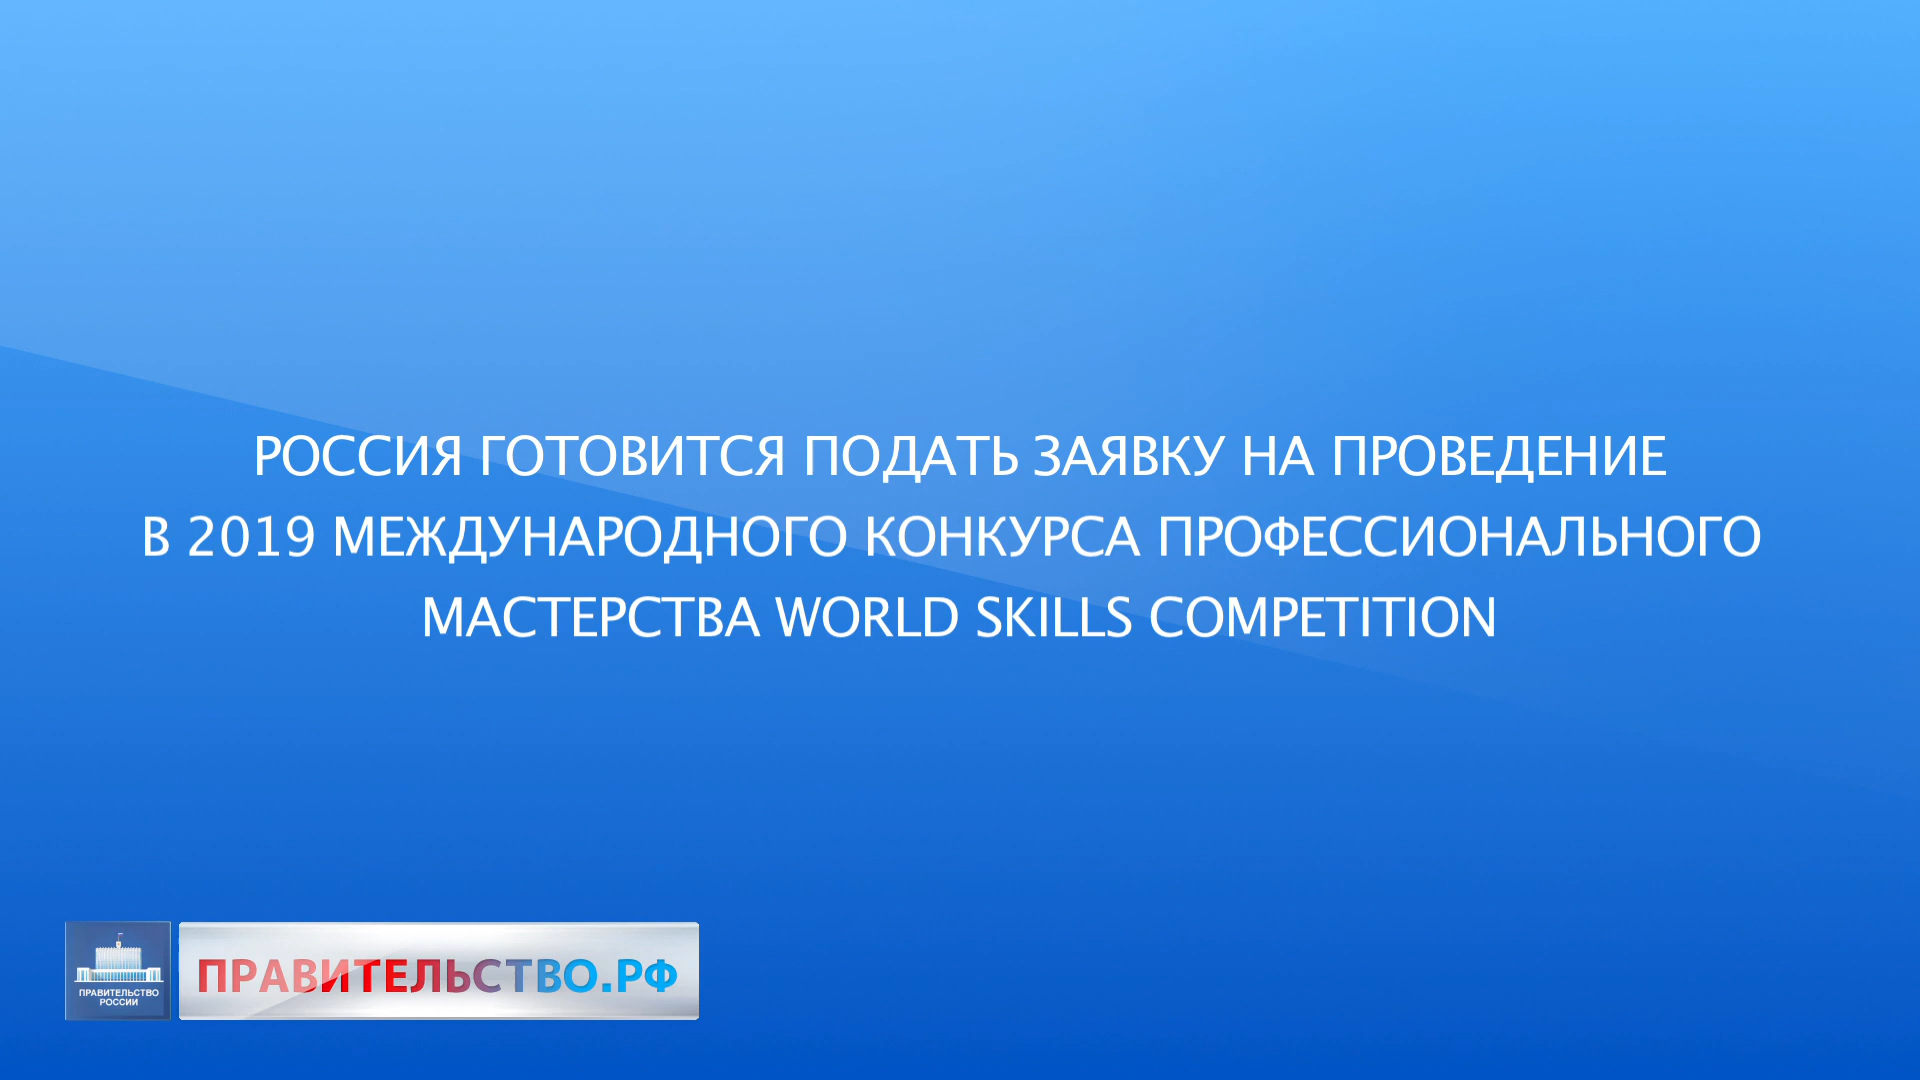 РОССИЯ ГОТОВИТСЯ ПОДАТЬ ЗАЯВКУ НА ПРОВЕДЕНИЕ
В 2019 МЕЖДУНАРОДНОГО КОНКУРСА ПРОФЕССИОНАЛЬНОГО
МАСТЕРСТВА WORLD SKILLS COMPETITION
ПРАВИТЕЛЬСТВО
РОССИИ
ПРАВИТЕЛЬСТВО.РФ